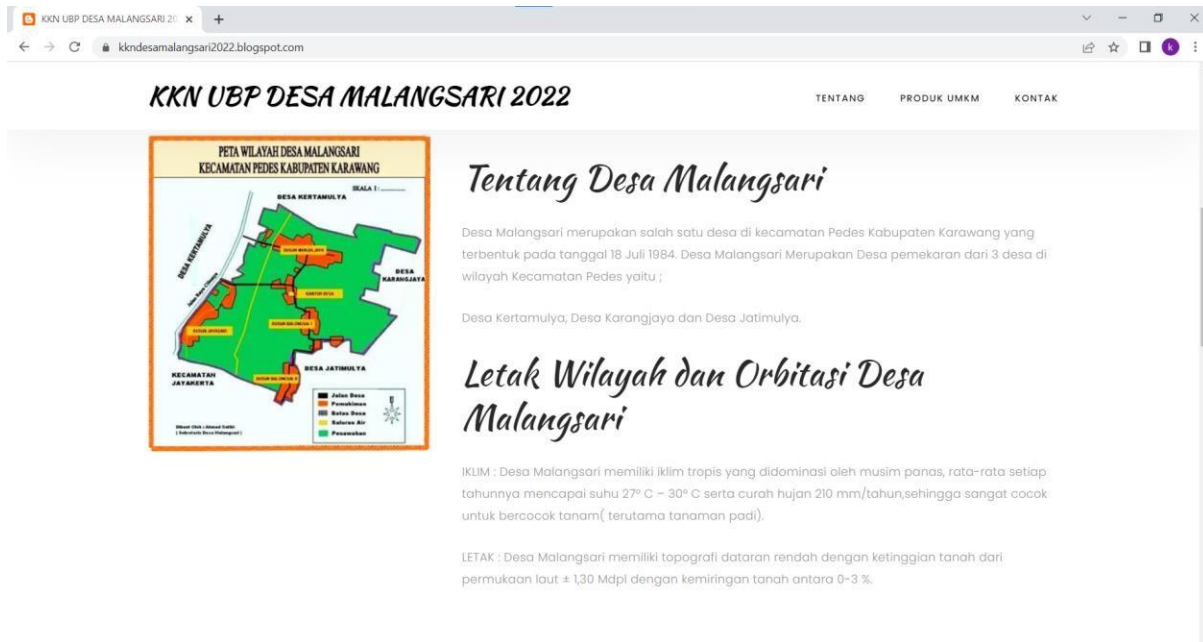 KKN UBP DESA MALANGSARI 20
kkndesamalangsari2022.blogspot.com
k
KKN UBP DESA MALANGSARI 2022
TENTANG
PRODUK UMKM
KONTAK
PETA WILAYAH DESA MALANGSARI
KECAMATAN PEDES KABUPATEN KARAWANG
SKALA 1:
DESA KERTAMULYA
DESA KERTAMULYA
DESA
KARANGJAYA
KANTOR DESA
DESA JATIMULYA
KECAMATAN
JAYAKERTA
Jalan Desa
Pemukiman
Batas Desa
Saluran Air
Pesawahan
Tentang Desa Malangsari
Desa Malangsari merupakan salah satu desa di kecamatan Pedes Kabupaten Karawang yang
terbentuk pada tanggal 18 Juli 1984. Desa Malangsari Merupakan Desa pemekaran dari 3 desa di
wilayah Kecamatan Pedes yaitu ;
Desa Kertamulya, Desa Karangjaya dan Desa Jatimulya.
Letak Wilayah dan Orbitasi Desa
Malangsari
IKLIM : Desa Malangsari memiliki iklim tropis yang didominasi oleh musim panas, rata-rata setiap
tahunnya mencapai suhu 27° C – 30° C serta curah hujan 210 mm/tahun,sehingga sangat cocok
untuk bercocok tanam( terutama tanaman padi).
LETAK : Desa Malangsari memiliki topografi dataran rendah dengan ketinggian tanah dari
permukaan laut ± 1,30 Mdpl dengan kemiringan tanah antara 0-3 %.